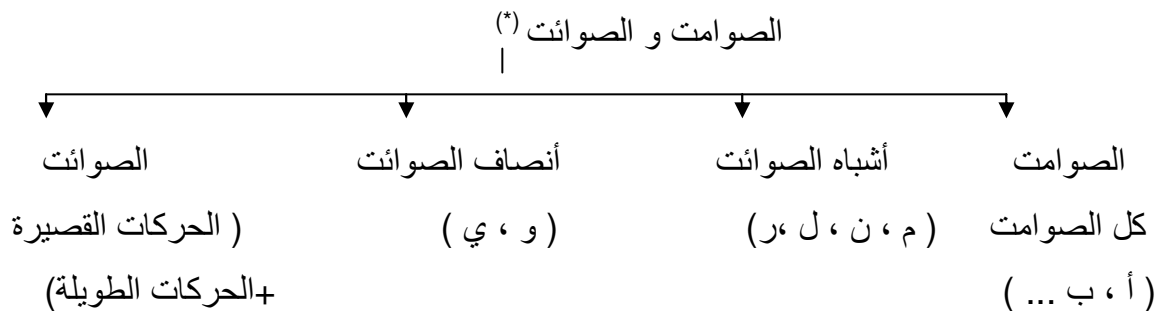 الصوامت و الصوائت (*)
الصوامت أشباه الصوائت أنصاف الصوائت الصوائت
كل الصوامت ( م ، ن ، ل ،ر) ( و ، ي ) ( الحركات القصيرة
( أ ، ب ... ) +الحركات الطويلة)